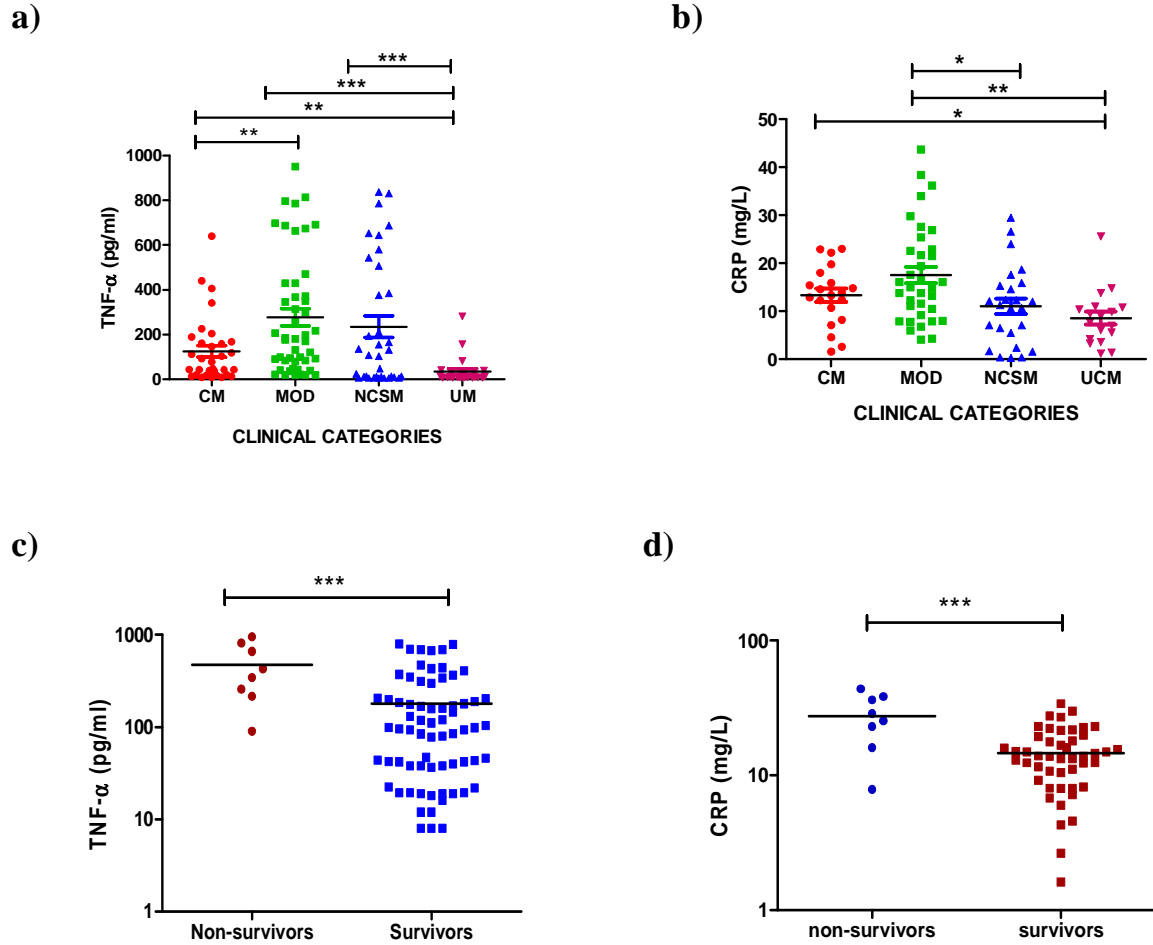 a)
***
***
**
**
1000
800
600
400
200
0
TNF-α (pg/ml)
CM MOD NCSM UM
CLINICAL CATEGORIES
b)
*
**
*
50
40
30
20
10
0
CRP (mg/L)
CM MOD NCSM UCM
CLINICAL CATEGORIES
c)
***
1000
100
10
1
TNF-α (pg/ml)
Non-survivors Survivors
d)
***
100
10
1
CRP (mg/L)
non-survivors survivors